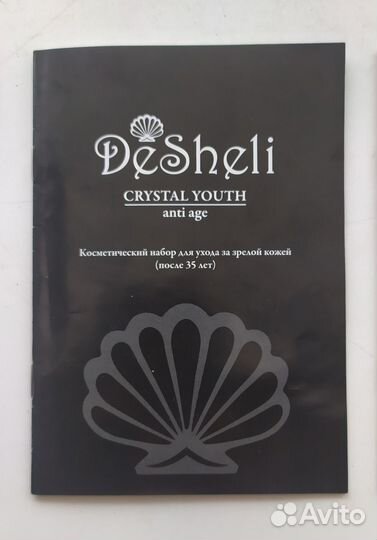 DeSheli
CRYSTAL YOUTH
anti age
Косметический набор для ухода за зрелой кожей
(после 35 лет)
Avito